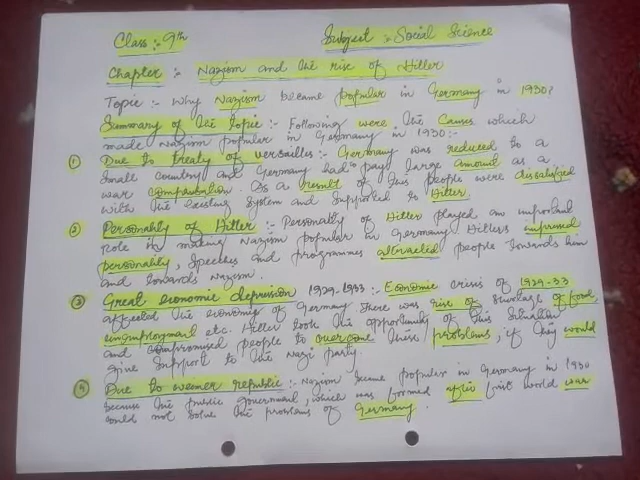 Class :- 9th
Subject :- Social Science
Chapter :- Nazism and the rise of Hitler
Topic :- Why Nazism became popular in Germany in 1930?
Summary of the topic :- Following were the causes which
made Nazism popular in Germany in 1930:-
① Due to treaty of versailles :- Germany was reduced to a
small country and Germany had to pay large amount as a
war As a result of this people were dissatisfied
with the existing system and supported to Hitler
② Personality of Hitler :- Personality of Hitler played an important
role in making Nazism popular in Germany Hitler's
personality, speeches and programmes attracted people towards him
and towards Nazism.
③ Great economic depression 1929-1933 :- Economic crisis of 1929-33
affected the economy of Germany There was rise of shortage of food,
unemployment etc. Hitler took the opportunity of this situation
and people to over come these problems, if they would
give support to the Nazi party.
④ Due to republic :- Nazism became popular in Germany in 1930
because the government, which was formed after first world war
could not solve the problems of Germany.